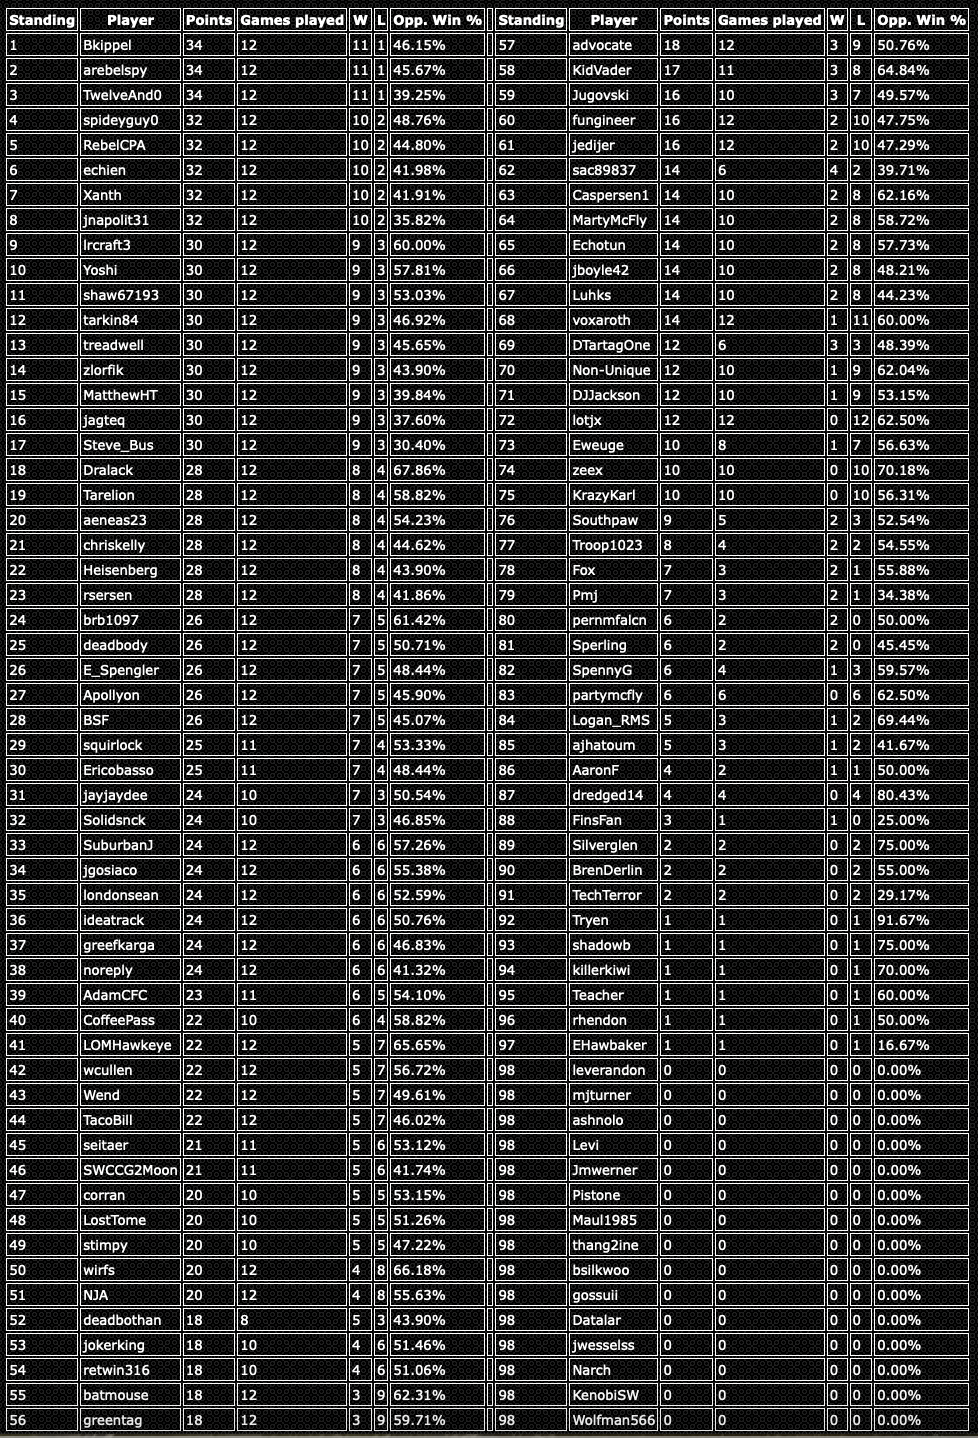 Standing Player Points Games played W L Opp. Win % Standing Player Points Games played W L Opp. Win %
1 Bkippel 34 12 11 1 46.15% 57 advocate 18 12 3 9 50.76%
2 arebelspy 34 12 11 1 45.67% 58 KidVader 17 11 3 8 64.84%
3 TwelveAnd0 34 12 11 1 39.25% 59 Jugovski 16 10 3 7 49.57%
4 spideyguy0 32 12 10 2 48.76% 60 fungineer 16 12 2 10 47.75%
5 RebelCPA 32 12 10 2 44.80% 61 jedijer 16 12 2 10 47.29%
6 echien 32 12 10 2 41.98% 62 sac89837 14 6 4 2 39.71%
7 Xanth 32 12 10 2 41.91% 63 Caspersen1 14 10 2 8 62.16%
8 jnapolit31 32 12 10 2 35.82% 64 MartyMcFly 14 10 2 8 58.72%
9 lrcraft3 30 12 9 3 60.00% 65 Echotun 14 10 2 8 57.73%
10 Yoshi 30 12 9 3 57.81% 66 jboyle42 14 10 2 8 48.21%
11 shaw67193 30 12 9 3 53.03% 67 Luhks 14 10 2 8 44.23%
12 tarkin84 30 12 9 3 46.92% 68 voxaroth 14 12 1 11 60.00%
13 treadwell 30 12 9 3 45.65% 69 DTartagOne 12 6 3 3 48.39%
14 zlorfik 30 12 9 3 43.90% 70 Non-Unique 12 10 1 9 62.04%
15 MatthewHT 30 12 9 3 39.84% 71 DJJackson 12 10 1 9 53.15%
16 jagteq 30 12 9 3 37.60% 72 lotjx 12 12 0 12 62.50%
17 Steve_Bus 30 12 9 3 30.40% 73 Eweuge 10 8 1 7 56.63%
18 Dralack 28 12 8 4 67.86% 74 zeex 10 10 0 10 70.18%
19 Tarelion 28 12 8 4 58.82% 75 KrazyKarl 10 10 0 10 56.31%
20 aeneas23 28 12 8 4 54.23% 76 Southpaw 9 5 2 3 52.54%
21 chriskelly 28 12 8 4 44.62% 77 Troop1023 8 4 2 2 54.55%
22 Heisenberg 28 12 8 4 43.90% 78 Fox 7 3 2 1 55.88%
23 rsersen 28 12 8 4 41.86% 79 Pmj 7 3 2 1 34.38%
24 brb1097 26 12 7 5 61.42% 80 pernmfalcn 6 2 2 0 50.00%
25 deadbody 26 12 7 5 50.71% 81 Sperling 6 2 2 0 45.45%
26 E_Spengler 26 12 7 5 48.44% 82 SpennyG 6 4 1 3 59.57%
27 Apollyon 26 12 7 5 45.90% 83 partymcfly 6 6 0 6 62.50%
28 BSF 26 12 7 5 45.07% 84 Logan_RMS 5 3 1 2 69.44%
29 squirlock 25 11 7 4 53.33% 85 ajhatoum 5 3 1 2 41.67%
30 Ericobasso 25 11 7 4 48.44% 86 AaronF 4 2 1 1 50.00%
31 jayjaydee 24 10 7 3 50.54% 87 dredged14 4 4 0 4 80.43%
32 Solidsnck 24 10 7 3 46.85% 88 FinsFan 3 1 1 0 25.00%
33 SuburbanJ 24 12 6 6 57.26% 89 Silverglen 2 2 0 2 75.00%
34 jgosiaco 24 12 6 6 55.38% 90 BrenDerlin 2 2 0 2 55.00%
35 londonsean 24 12 6 6 52.59% 91 TechTerror 2 2 0 2 29.17%
36 ideatrack 24 12 6 6 50.76% 92 Tryen 1 1 0 1 91.67%
37 greefkarga 24 12 6 6 46.83% 93 shadowb 1 1 0 1 75.00%
38 noreply 24 12 6 6 41.32% 94 killerkiwi 1 1 0 1 70.00%
39 AdamCFC 23 11 6 5 54.10% 95 Teacher 1 1 0 1 60.00%
40 CoffeePass 22 10 6 4 58.82% 96 rhendon 1 1 0 1 50.00%
41 LOMHawkeye 22 12 5 7 65.65% 97 EHawbaker 1 1 0 1 16.67%
42 wcullen 22 12 5 7 56.72% 98 leverandon 0 0 0 0 0.00%
43 Wend 22 12 5 7 49.61% 98 mjturner 0 0 0 0 0.00%
44 TacoBill 22 12 5 7 46.02% 98 ashnolo 0 0 0 0 0.00%
45 seitaer 21 11 5 6 53.12% 98 Levi 0 0 0 0 0.00%
46 SWCCG2Moon 21 11 5 6 41.74% 98 Jmwerner 0 0 0 0 0.00%
47 corran 20 10 5 5 53.15% 98 Pistone 0 0 0 0 0.00%
48 LostTome 20 10 5 5 51.26% 98 Maul1985 0 0 0 0 0.00%
49 stimpy 20 10 5 5 47.22% 98 thang2ine 0 0 0 0 0.00%
50 wirfs 20 12 4 8 66.18% 98 bsilkwoo 0 0 0 0 0.00%
51 NJA 20 12 4 8 55.63% 98 gossuii 0 0 0 0 0.00%
52 deadbothan 18 8 5 3 43.90% 98 Datalar 0 0 0 0 0.00%
53 jokerking 18 10 4 6 51.46% 98 jwesselss 0 0 0 0 0.00%
54 retwin316 18 10 4 6 51.06% 98 Narch 0 0 0 0 0.00%
55 batmouse 18 12 3 9 62.31% 98 KenobiSW 0 0 0 0 0.00%
56 greentag 18 12 3 9 59.71% 98 Wolfman566 0 0 0 0 0.00%